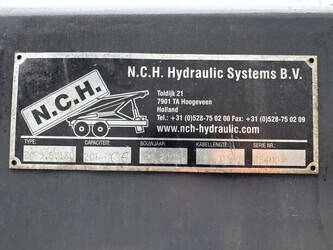 N.C.H.
N.C.H. Hydraulic Systems B.V.
Toldijk 21
7901 TA Hoogeveen
Holland
Tel.: +31 (0)528-75 02 00 Fax: +31 (0)528-75 02 09
www.nch-hydraulic.com
TYPE: CAPACITEIT: BOUWJAAR: KABELLENGTE: SERIE NR.: